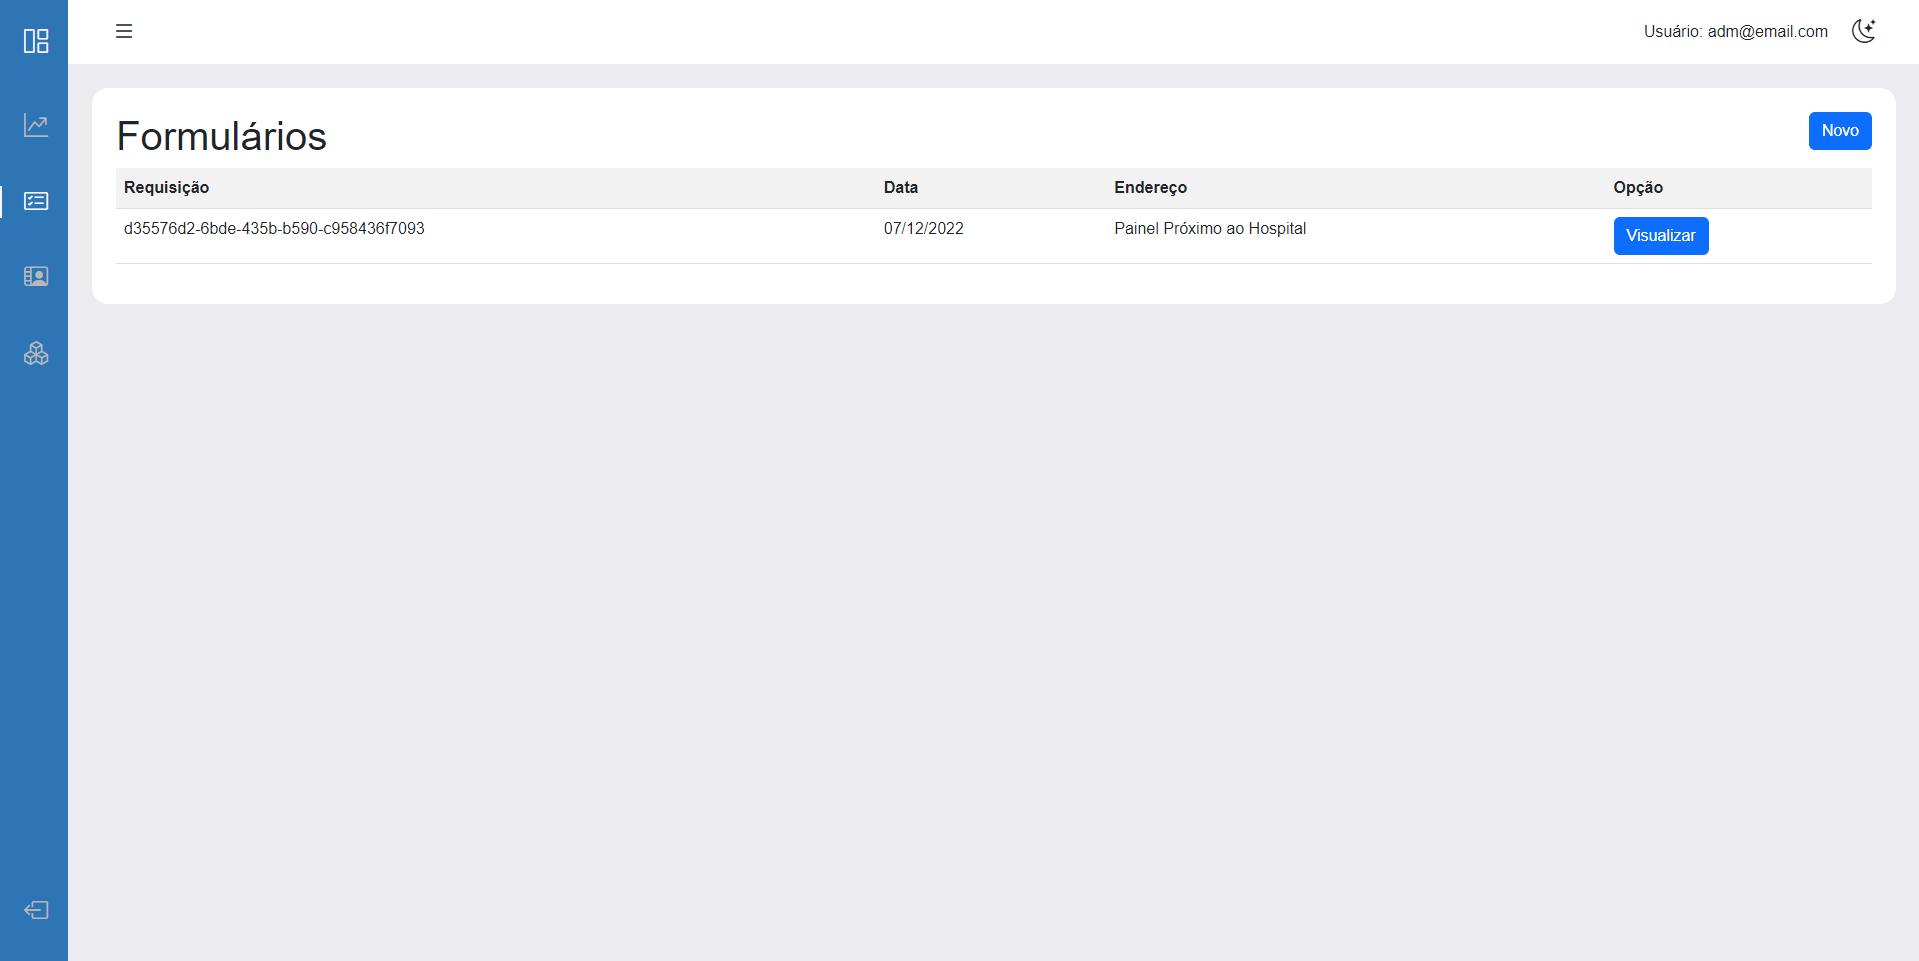 Usuário: adm@email.com
Formulários
Novo
Requisição Data Endereço Opção
d35576d2-6bde-435b-b590-c958436f7093 07/12/2022 Painel Próximo ao Hospital Visualizar